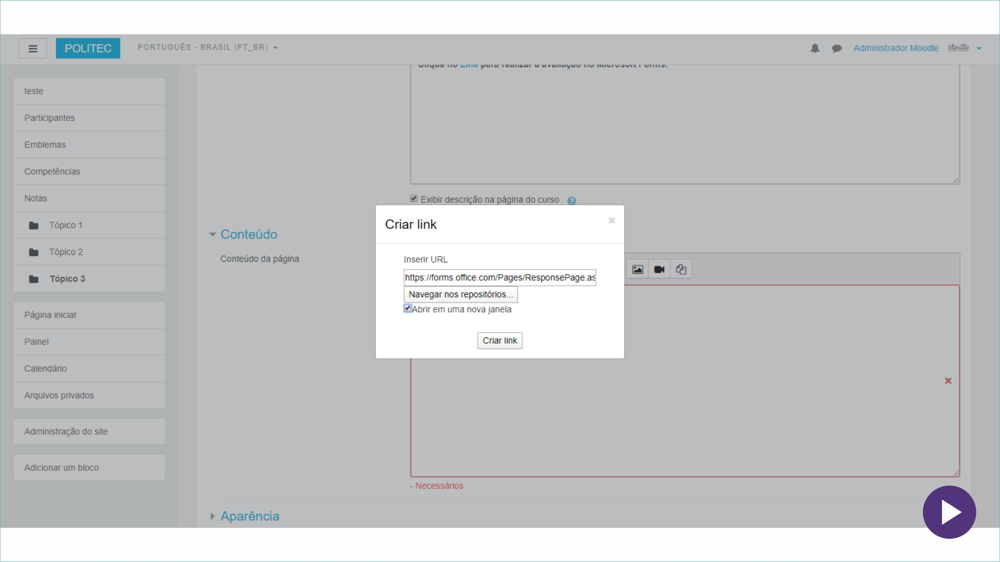 POLITEC
PORTUGUÊS - BRASIL (PT_BR)
Administrador Moodle
Clique no Link para realizar a avaliação no Microsoft Forms.
teste
Participantes
Emblemas
Competências
Notas
Tópico 1
Tópico 2
Tópico 3
Página inicial
Painel
Calendário
Arquivos privados
Administração do site
Adicionar um bloco
Exibir descrição na página do curso
Conteúdo
Conteúdo da página
Criar link
Inserir URL
https://forms.office.com/Pages/ResponsePage.as
Navegar nos repositórios...
Abrir em uma nova janela
Criar link
- Necessários
Aparência